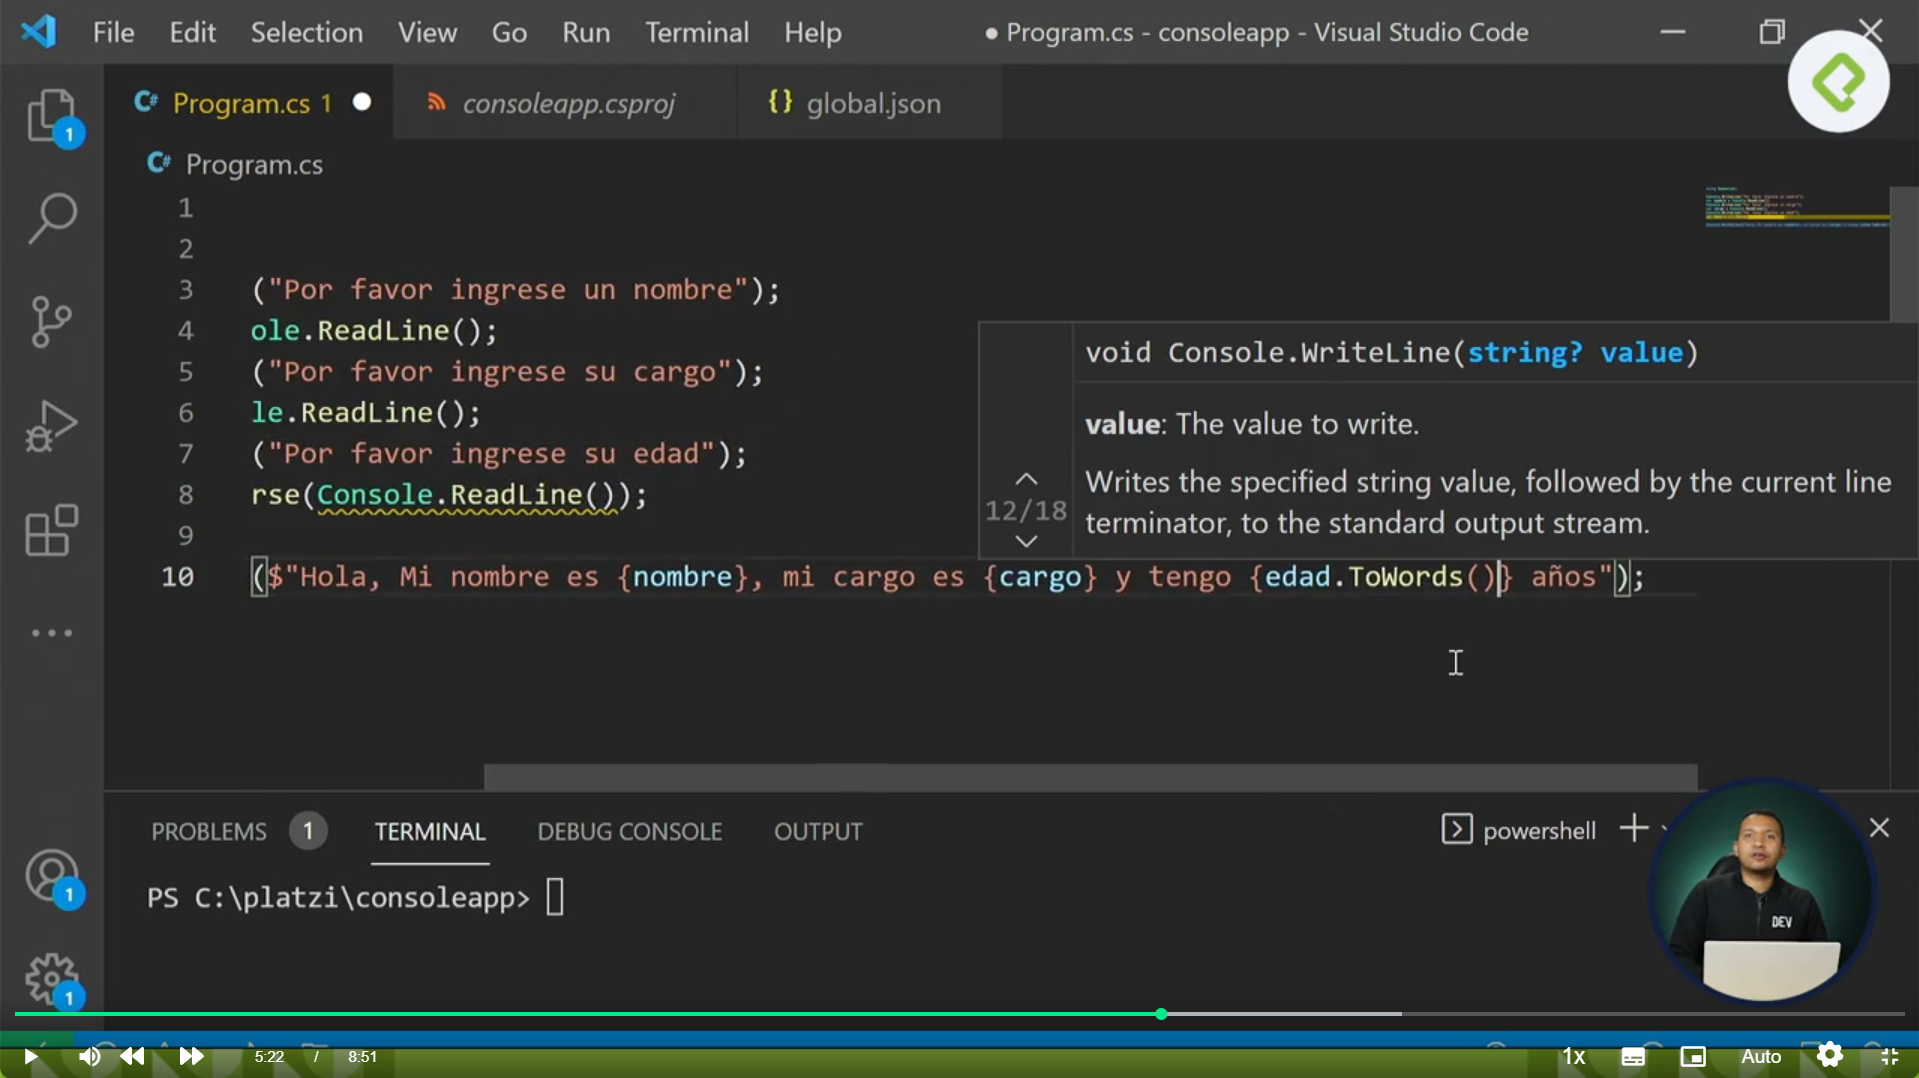 File Edit Selection View Go Run Terminal Help ● Program.cs - consoleapp - Visual Studio Code
Program.cs 1 consoleapp.csproj {} global.json
Program.cs
1
2
3 ("Por favor ingrese un nombre");
4 ole.ReadLine();
5 ("Por favor ingrese su cargo");
6 le.ReadLine();
7 ("Por favor ingrese su edad");
8 rse(Console.ReadLine());
9
10 ($"Hola, Mi nombre es {nombre}, mi cargo es {cargo} y tengo {edad.ToWords()} años");
void Console.WriteLine(string? value)
value: The value to write.
12/18
Writes the specified string value, followed by the current line
terminator, to the standard output stream.
1
1
1
PROBLEMS 1 TERMINAL DEBUG CONSOLE OUTPUT powershell
PS C:\platzi\consoleapp>
DEV
5:22 / 8:51 1x Auto